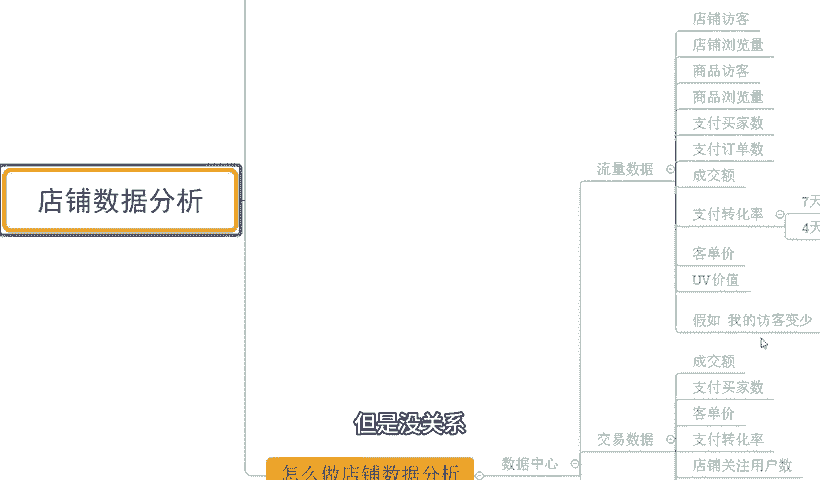 店铺数据分析
但是没关系
怎么做店铺数据分析
数据中心
流量数据
店铺访客
店铺浏览量
商品访客
商品浏览量
支付买家数
支付订单数
成交额
支付转化率
7天
4天
客单价
UV价值
假如 我的访客变少
交易数据
成交额
支付买家数
客单价
支付转化率
店铺关注用户数